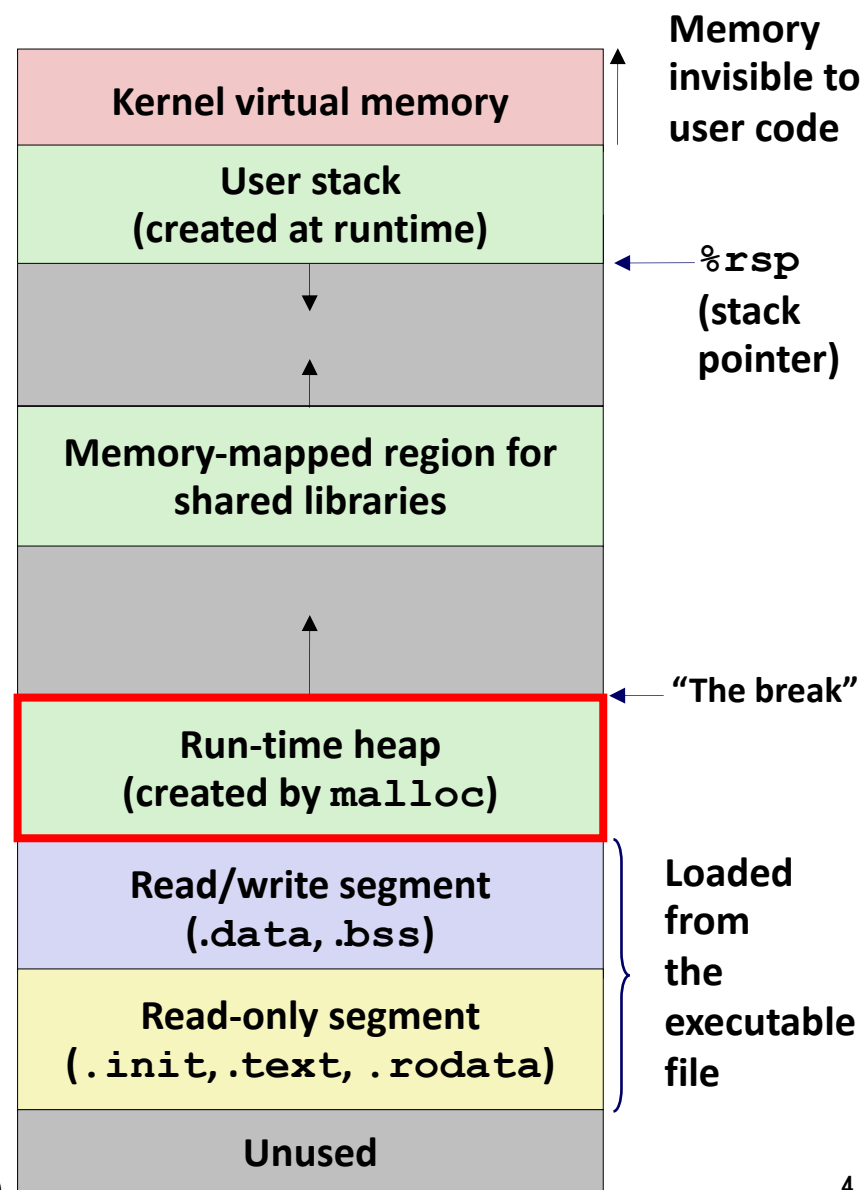 Memory
invisible to
user code
Kernel virtual memory
User stack
(created at runtime)
%rsp
(stack
pointer)
Memory-mapped region for
shared libraries
“The break”
Run-time heap
(created by malloc)
Read/write segment
(.data, .bss)
Loaded
from
the
executable
file
Read-only segment
(.init, .text, .rodata)
Unused
4